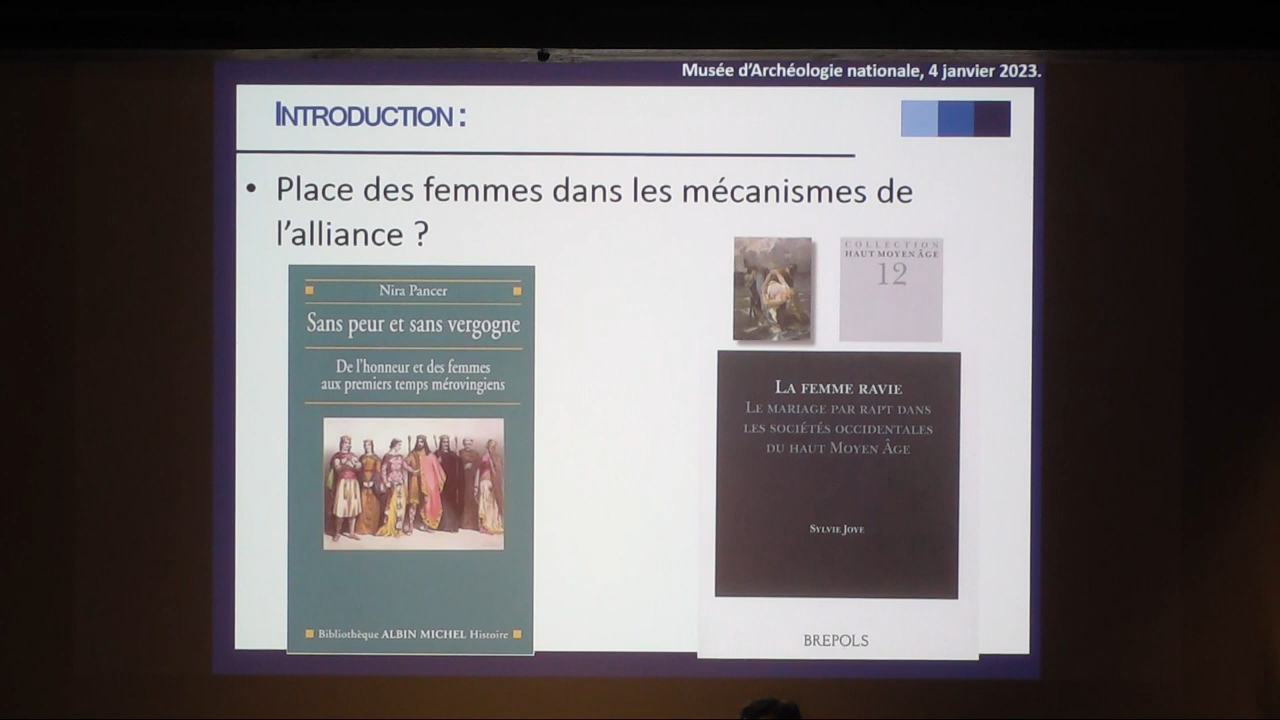 Musée d'Archéologie nationale, 4 janvier 2023.
INTRODUCTION :
• Place des femmes dans les mécanismes de
l'alliance ?
Nira Pancer
Sans peur et sans vergogne
De l'honneur et des femmes
aux premiers temps mérovingiens
Bibliothèque ALBIN MICHEL Histoire
COLLECTION
HAUT MOYEN ÂGE
12
LA FEMME RAVIE
LE MARIAGE PAR RAPT DANS
LES SOCIÉTÉS OCCIDENTALES
DU HAUT MOYEN ÂGE
SYLVIE JOYE
BREPOLS